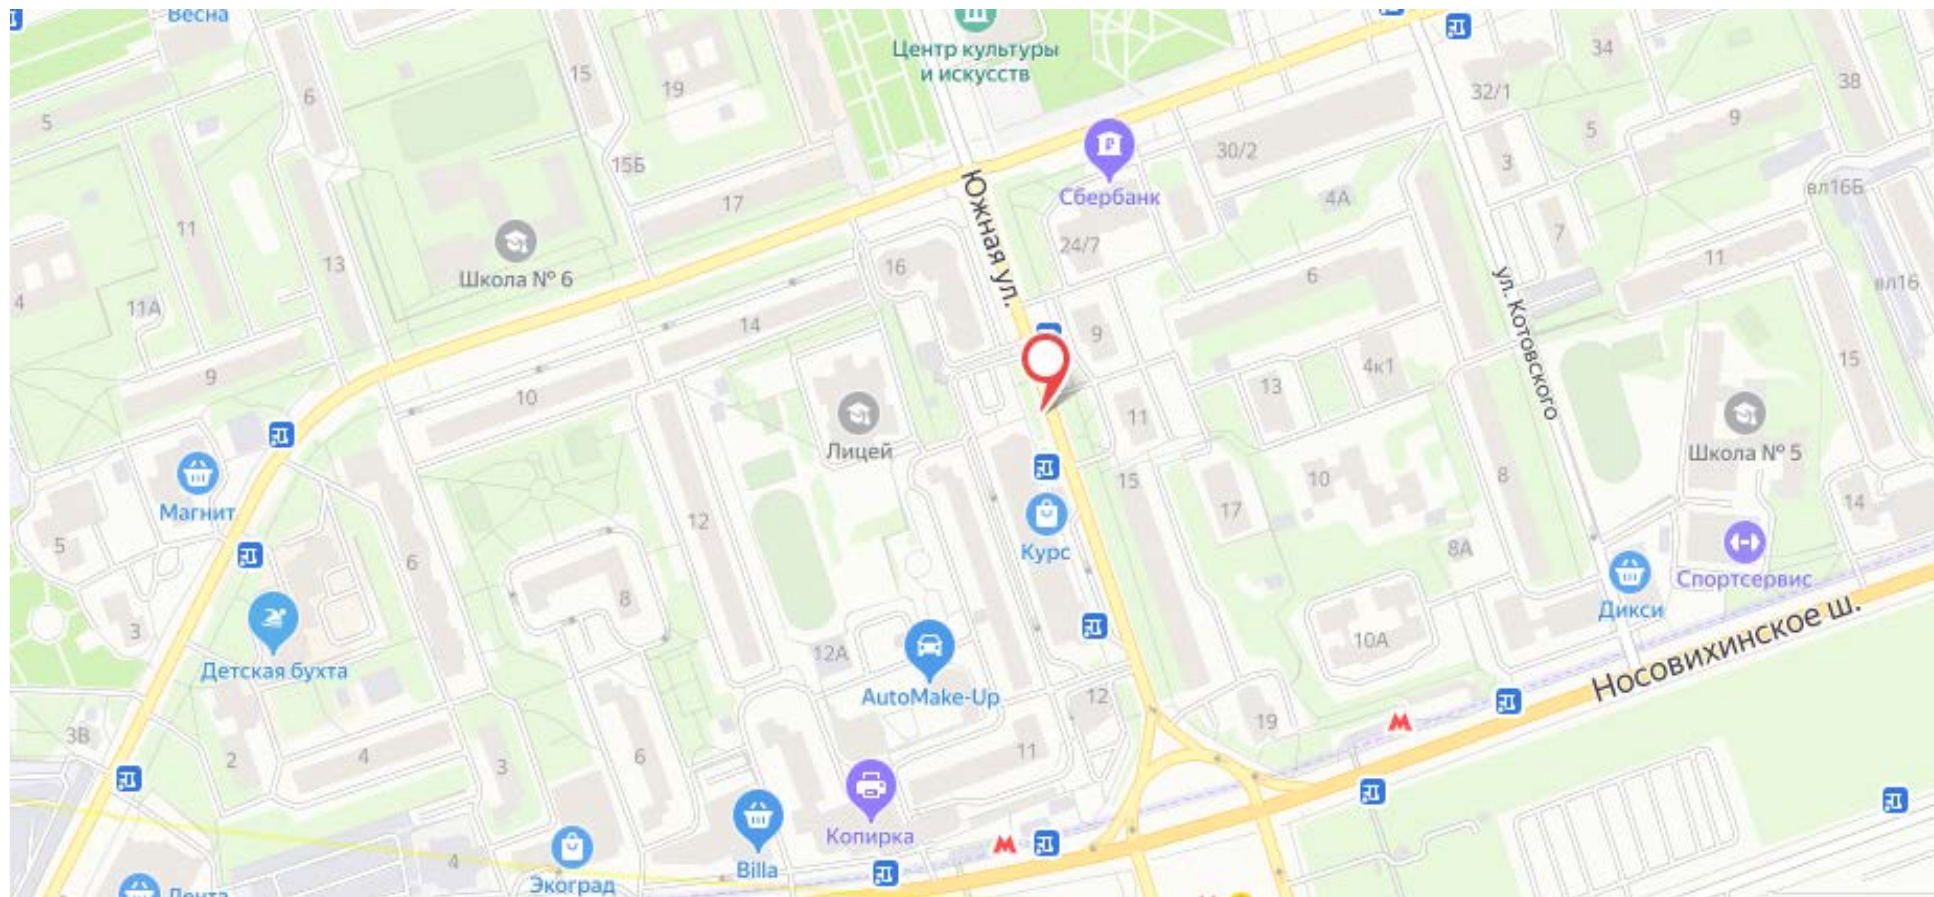 Весна
Центр культуры
и искусств
34
15
19
32/1
38
6
5
9
5
30/2
3
15Б
Сбербанк
вл16Б
17
4А
11
24/7
7
13
16
Южная ул.
11
Школа № 6
6
вл16
4
11А
14
9
ул. Котовского
15
9
10
13
4к1
11
Лицей
Школа № 5
Магнит
12
15
17
10
8
14
5
6
Курс
8А
Спортсервис
8
Дикси
3
12А
10А
Носовихинское ш.
Детская бухта
AutoMake-Up
12
19
3В
2
4
3
6
11
Копирка
4
Billa
Экоград
Лента